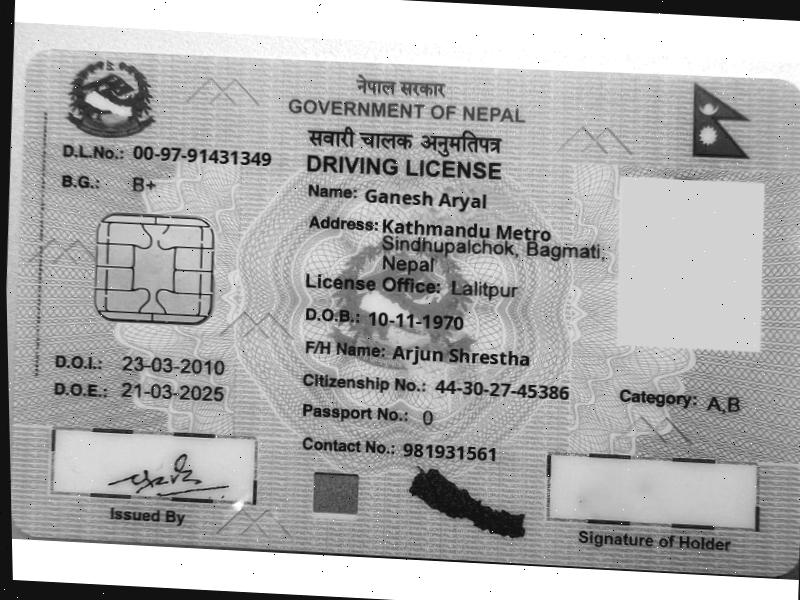 नेपाल सरकार
GOVERNMENT OF NEPAL
सवारी चालक अनुमतिपत्र
DRIVING LICENSE
D.L.No.: 00-97-91431349
B.G.: B+
Name: Ganesh Aryal
Address: Kathmandu Metro
Sindhupalchok, Bagmati,
Nepal
License Office: Lalitpur
D.O.B.: 10-11-1970
F/H Name: Arjun Shrestha
D.O.I.: 23-03-2010
D.O.E.: 21-03-2025
Citizenship No.: 44-30-27-45386
Category: A,B
Passport No.: 0
Contact No.: 981931561
Issued By
Signature of Holder